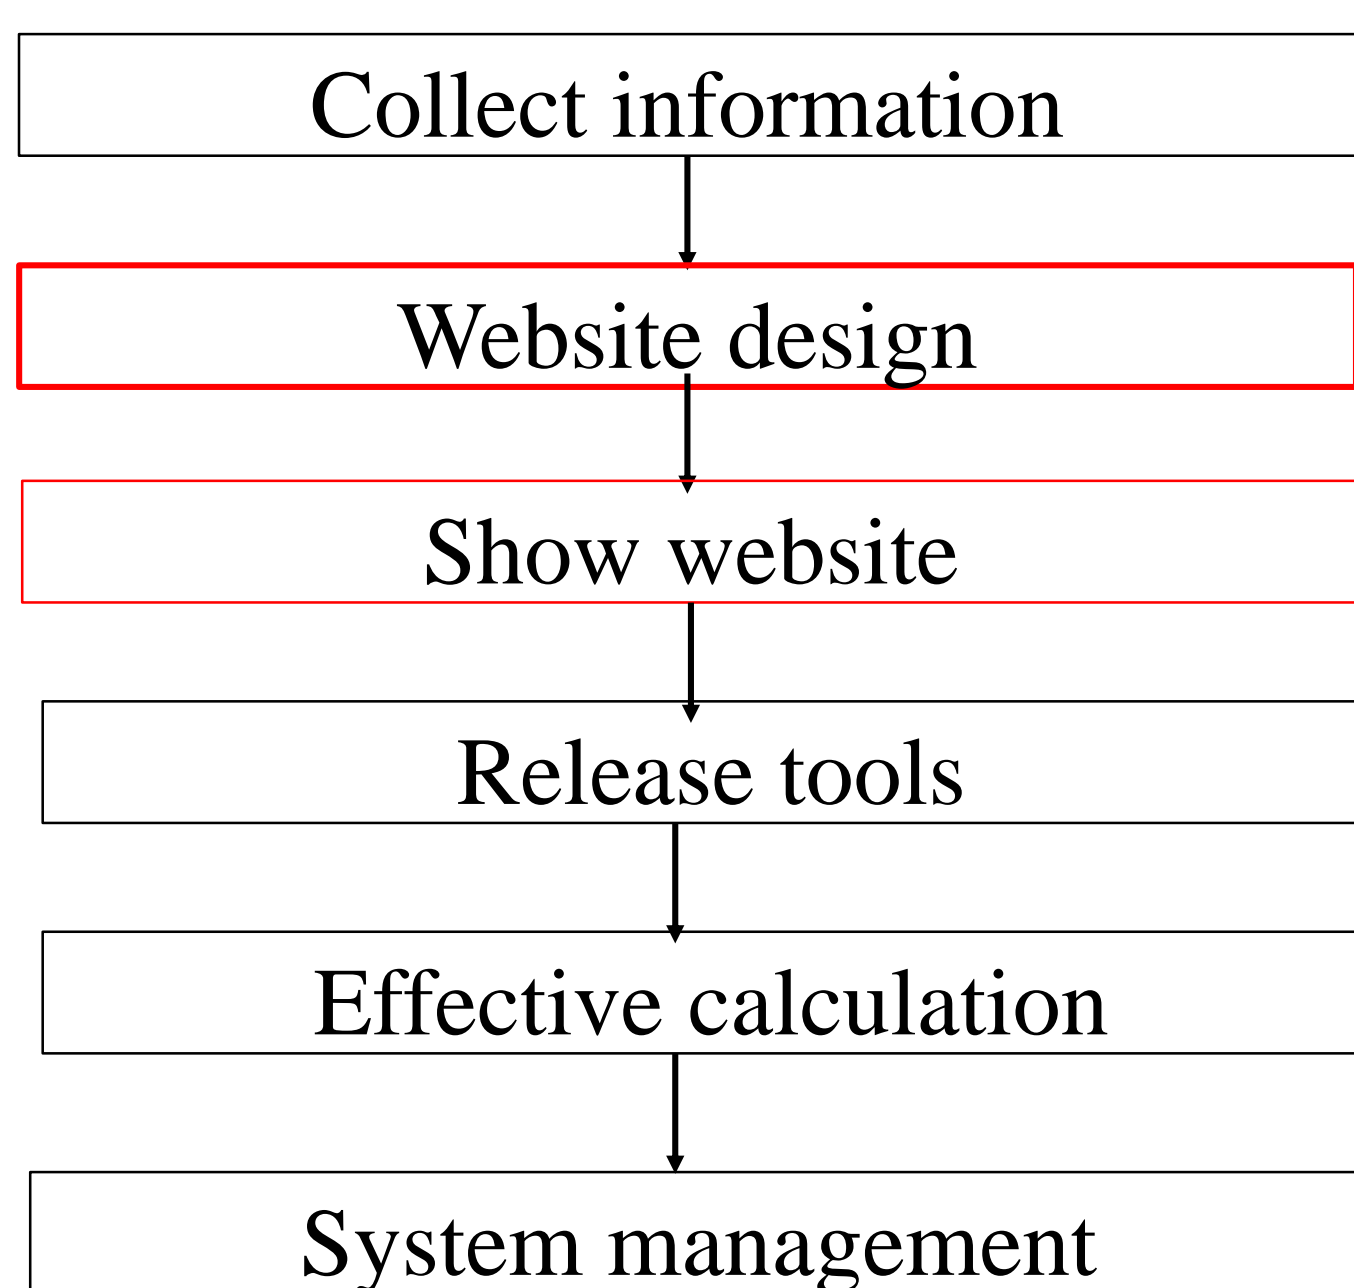 Collect information
Website design
Show website
Release tools
Effective calculation
System management